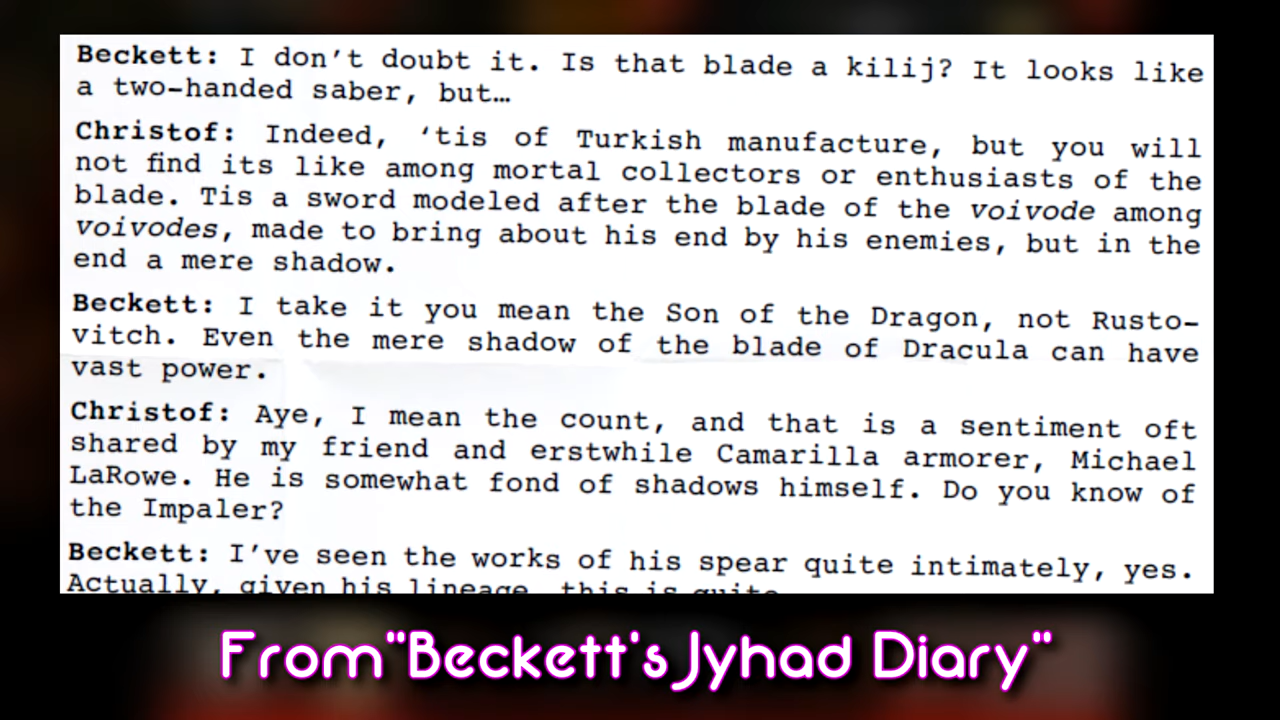 Beckett: I don't doubt it. Is that blade a kilij? It looks like
a two-handed saber, but…
Christof: Indeed, 'tis of Turkish manufacture, but you will
not find its like among mortal collectors or enthusiasts of the
blade. Tis a sword modeled after the blade of the voivode among
voivodes, made to bring about his end by his enemies, but in the
end a mere shadow.
Beckett: I take it you mean the Son of the Dragon, not Rusto-
vitch. Even the mere shadow of the blade of Dracula can have
vast power.
Christof: Aye, I mean the count, and that is a sentiment oft
shared by my friend and erstwhile Camarilla armorer, Michael
LaRowe. He is somewhat fond of shadows himself. Do you know of
the Impaler?
Beckett: I've seen the works of his spear quite intimately, yes.
Actually, given his lineage, this is quite
From"Beckett's Jyhad Diary"